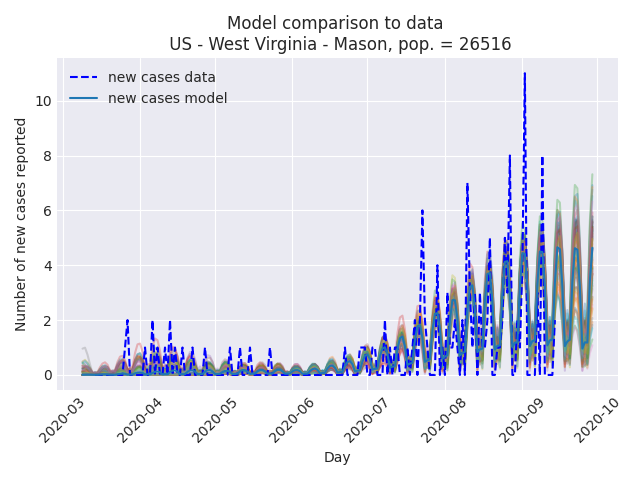 Model comparison to data
US - West Virginia - Mason, pop. = 26516
new cases data
new cases model
Number of new cases reported
10
8
6
4
2
0
2020-03
2020-04
2020-05
2020-06
2020-07
2020-08
2020-09
2020-10
Day